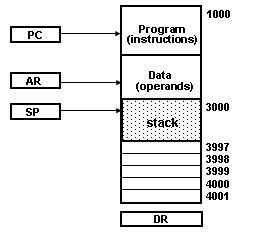 1000
Program
(instructions)
PC
Data
(operands)
AR
SP
3000
stack
3997
3998
3999
4000
4001
DR